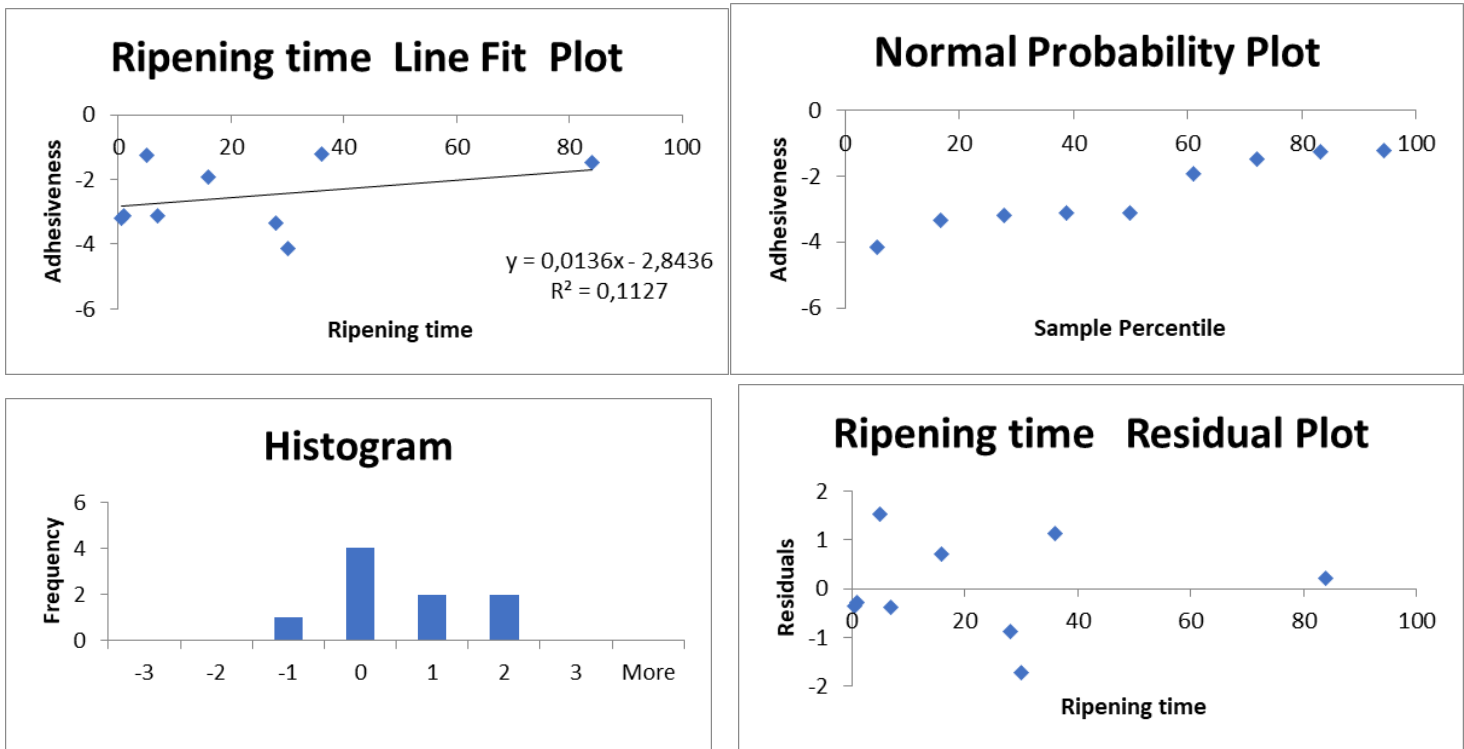 Ripening time Line Fit Plot
0
-2
-4
-6
0 20 40 60 80 100
Adhesiveness
y = 0,0136x - 2,8436
R² = 0,1127
Ripening time
Normal Probability Plot
0
-2
-4
-6
0 20 40 60 80 100
Adhesiveness
Sample Percentile
Histogram
6
4
2
0
Frequency
-3 -2 -1 0 1 2 3 More
Ripening time Residual Plot
2
1
0
-1
-2
0 20 40 60 80 100
Residuals
Ripening time